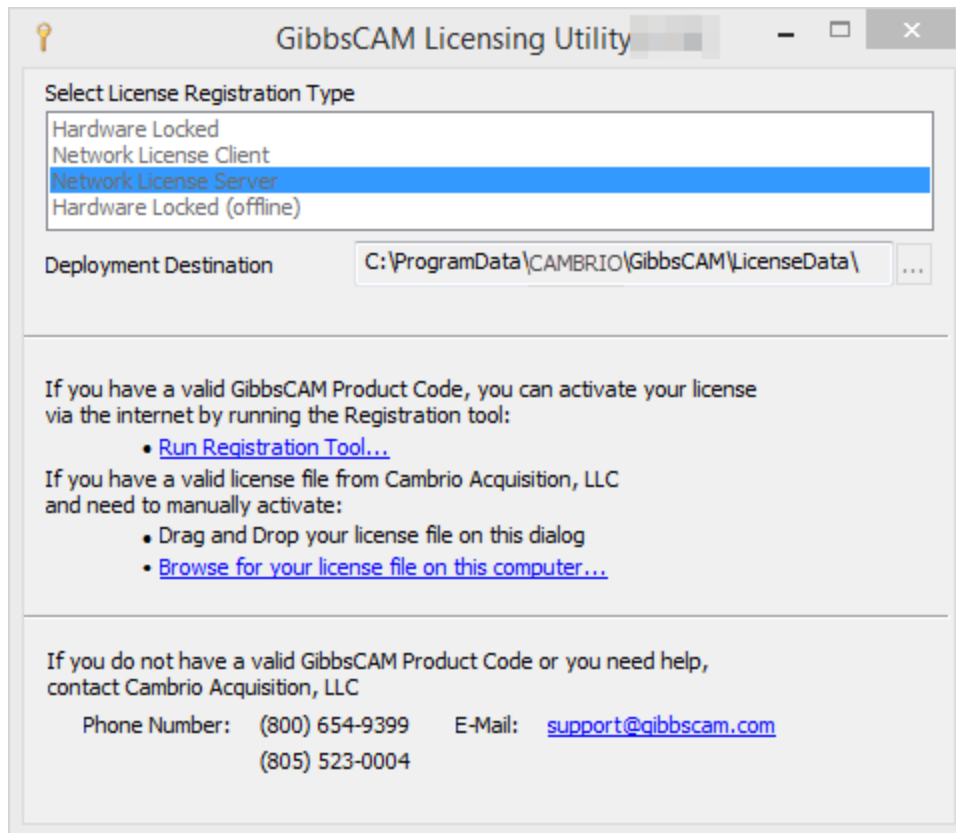 GibbsCAM Licensing Utility
Select License Registration Type
Hardware Locked
Network License Client
Network License Server
Hardware Locked (offline)
Deployment Destination C:\ProgramData\CAMBRIO\GibbsCAM\LicenseData\ ...
If you have a valid GibbsCAM Product Code, you can activate your license
via the internet by running the Registration tool:
• Run Registration Tool...
If you have a valid license file from Cambrio Acquisition, LLC
and need to manually activate:
• Drag and Drop your license file on this dialog
• Browse for your license file on this computer...
If you do not have a valid GibbsCAM Product Code or you need help,
contact Cambrio Acquisition, LLC
Phone Number: (800) 654-9399 E-Mail: support@gibbscam.com
(805) 523-0004